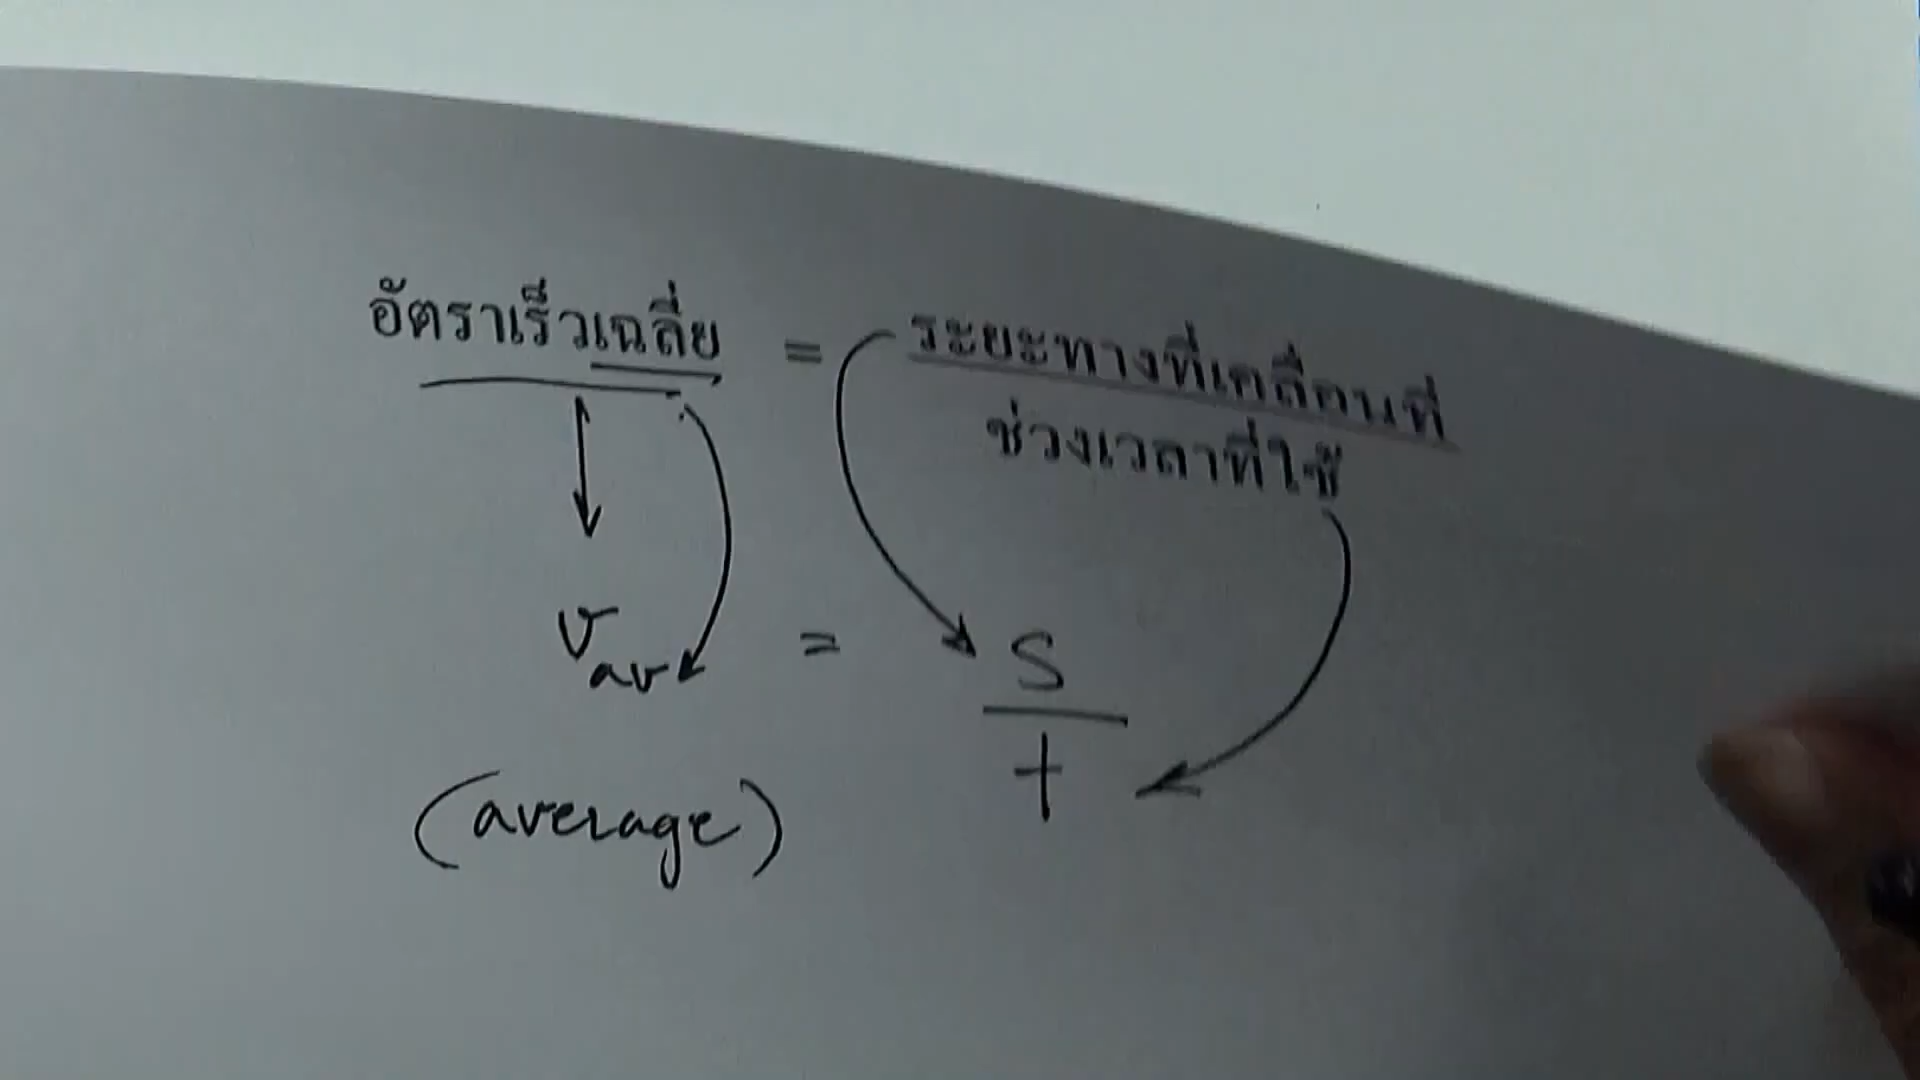 อัตราเร็วเฉลี่ย = ระยะทางที่เคลื่อนที่
ช่วงเวลาที่ใช้
v av = s
t
(average)